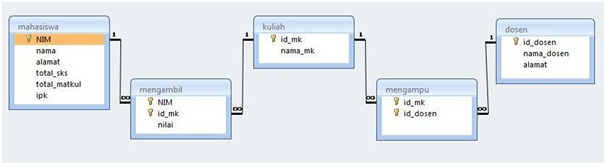 mahasiswa
NIM
nama
alamat
total_sks
total_matkul
ipk
1
∞
mengambil
NIM
id_mk
nilai
∞
1
kuliah
id_mk
nama_mk
1
∞
mengampu
id_mk
id_dosen
∞
1
dosen
id_dosen
nama_dosen
alamat